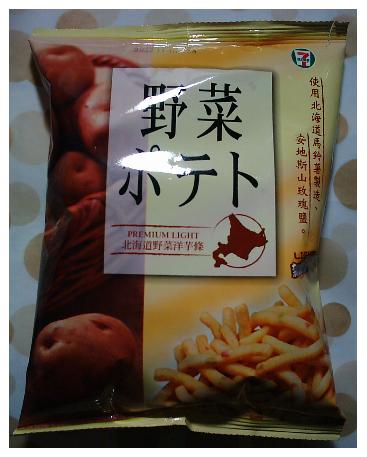 野菜
ポテト
PREMIUM LIGHT
北海道野菜洋芋條
使用北海道馬鈴薯製造、
安地斯山玫瑰鹽。